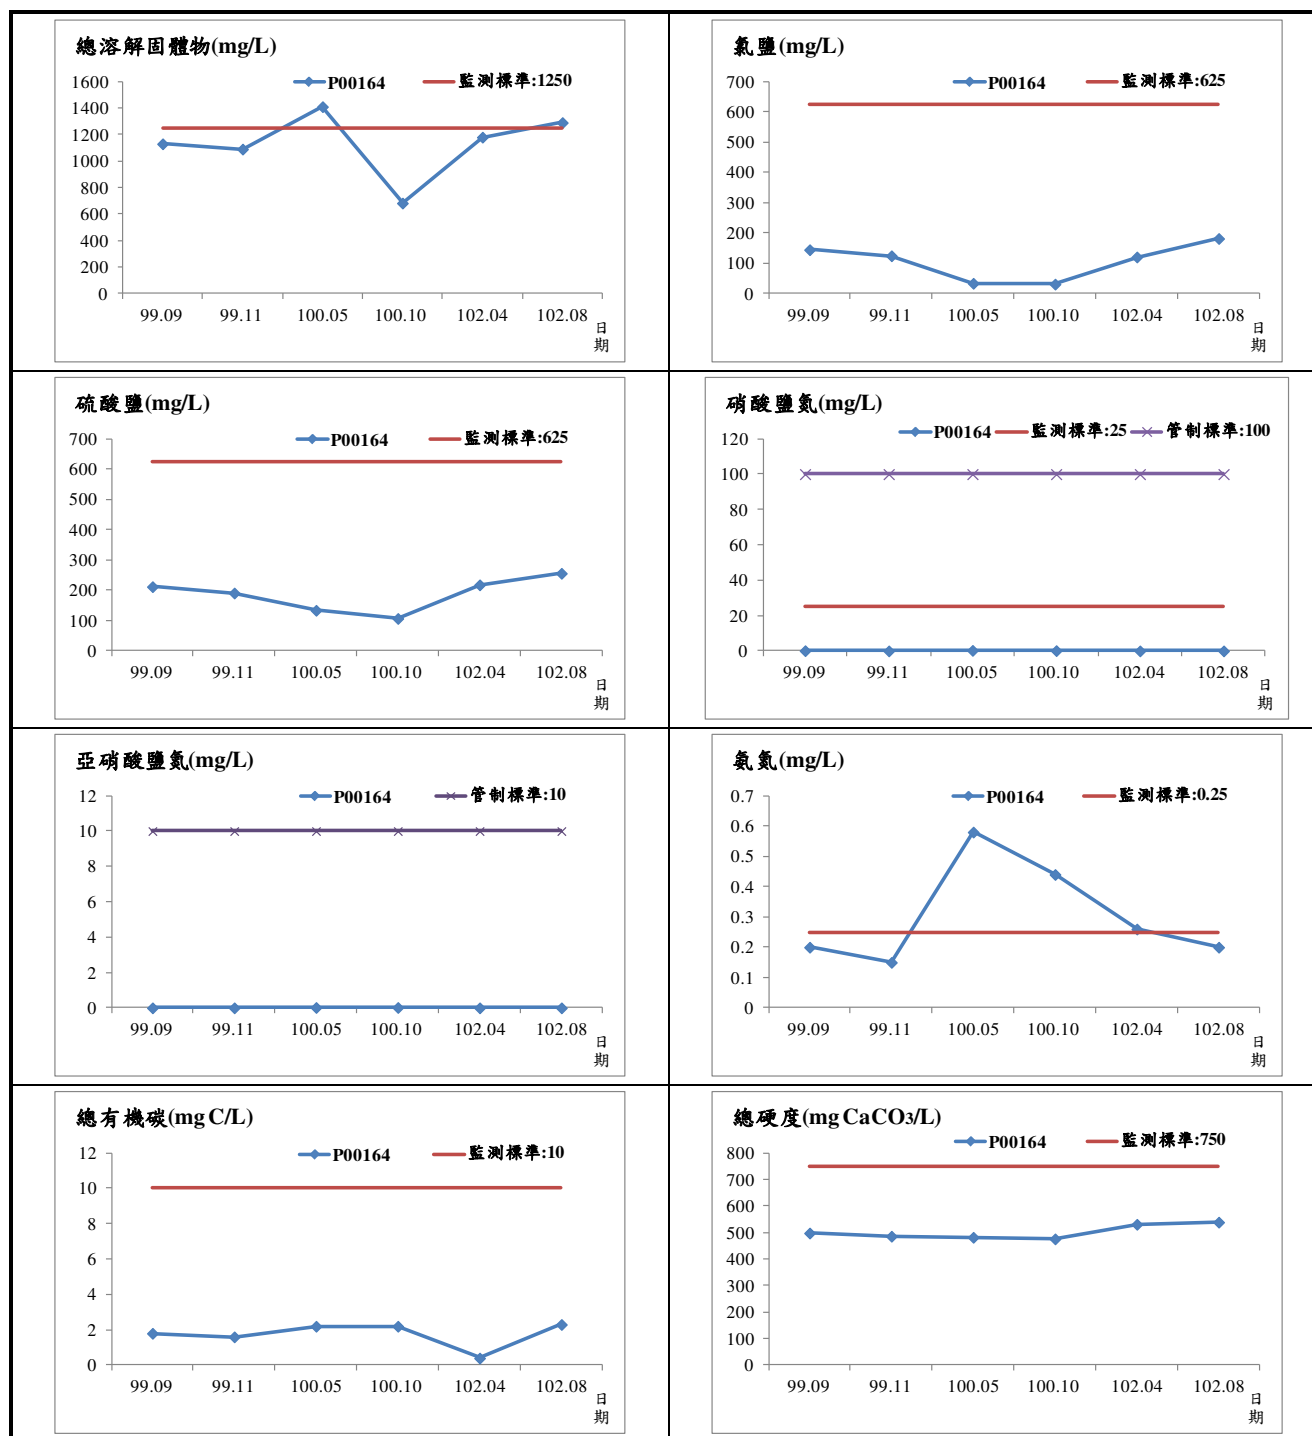 總溶解固體物(mg/L)
P00164 監測標準:1250
1600
1400
1200
1000
800
600
400
200
0
99.09 99.11 100.05 100.10 102.04 102.08
日期
氯鹽(mg/L)
P00164 監測標準:625
700
600
500
400
300
200
100
0
99.09 99.11 100.05 100.10 102.04 102.08
日期
硫酸鹽(mg/L)
P00164 監測標準:625
700
600
500
400
300
200
100
0
99.09 99.11 100.05 100.10 102.04 102.08
日期
硝酸鹽氮(mg/L)
P00164 監測標準:25 管制標準:100
120
100
80
60
40
20
0
99.09 99.11 100.05 100.10 102.04 102.08
日期
亞硝酸鹽氮(mg/L)
P00164 管制標準:10
12
10
8
6
4
2
0
99.09 99.11 100.05 100.10 102.04 102.08
日期
氨氮(mg/L)
P00164 監測標準:0.25
0.7
0.6
0.5
0.4
0.3
0.2
0.1
0
99.09 99.11 100.05 100.10 102.04 102.08
日期
總有機碳(mg C/L)
P00164 監測標準:10
12
10
8
6
4
2
0
99.09 99.11 100.05 100.10 102.04 102.08
日期
總硬度(mg CaCO3/L)
P00164 監測標準:750
800
700
600
500
400
300
200
100
0
99.09 99.11 100.05 100.10 102.04 102.08
日期